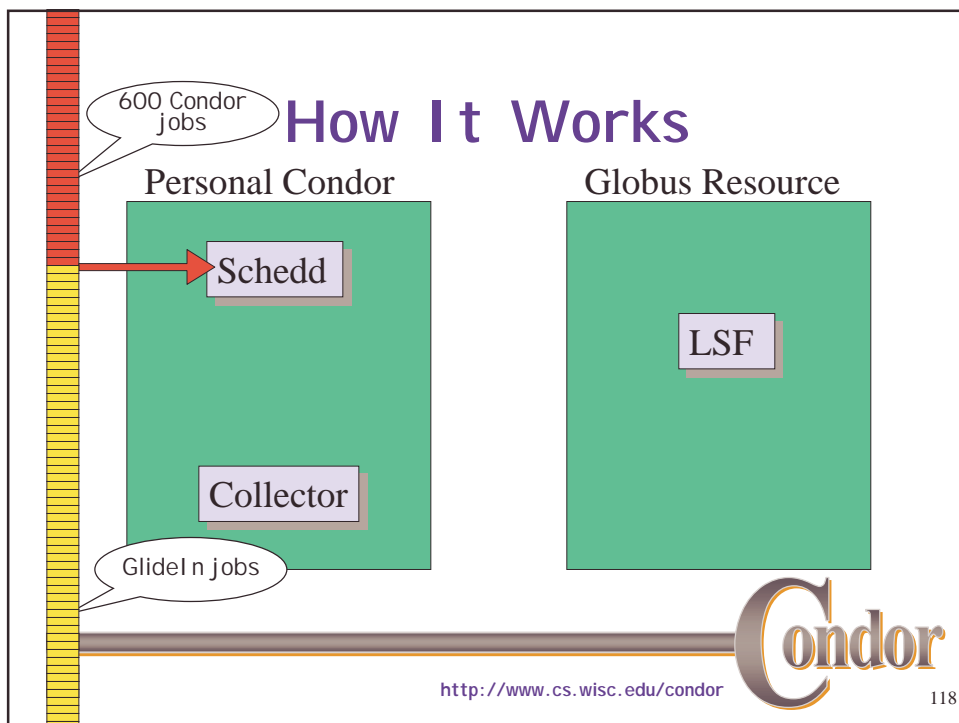 600 Condor
jobs
How It Works
Personal Condor
Globus Resource
Schedd
LSF
Collector
GlideIn jobs
Condor
http://www.cs.wisc.edu/condor
118